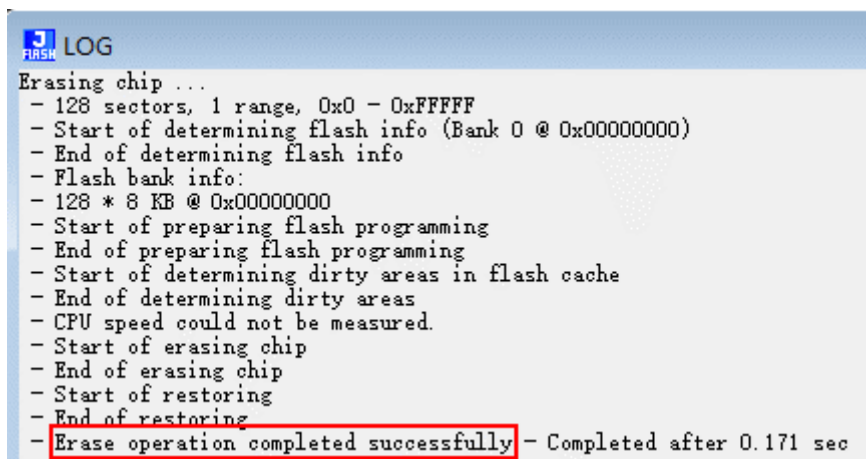 J
FLASH
LOG
Erasing chip ...
- 128 sectors, 1 range, 0x0 - 0xFFFFF
- Start of determining flash info (Bank 0 @ 0x00000000)
- End of determining flash info
- Flash bank info:
- 128 * 8 KB @ 0x00000000
- Start of preparing flash programming
- End of preparing flash programming
- Start of determining dirty areas in flash cache
- End of determining dirty areas
- CPU speed could not be measured.
- Start of erasing chip
- End of erasing chip
- Start of restoring
- End of restoring
- Erase operation completed successfully - Completed after 0.171 sec